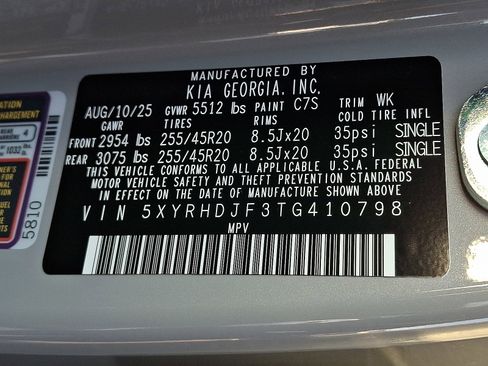 MANUFACTURED BY
KIA GEORGIA, INC.
AUG/10/25 GVWR 5512 lbs PAINT C7S TRIM WK
GAWR TIRES RIMS COLD TIRE INFL
FRONT 2954 lbs 255/45R20 8.5Jx20 35psi SINGLE
REAR 3075 lbs 255/45R20 8.5Jx20 35psi SINGLE
THIS VEHICLE CONFORMS TO ALL APPLICABLE U.S.A. FEDERAL
MOTOR VEHICLE SAFETY AND THEFT PREVENTION STANDARDS
IN EFFECT ON THE DATE OF MANUFACTURE SHOWN ABOVE
VIN 5XYRHDJF3TG410798
MPV
5810
4